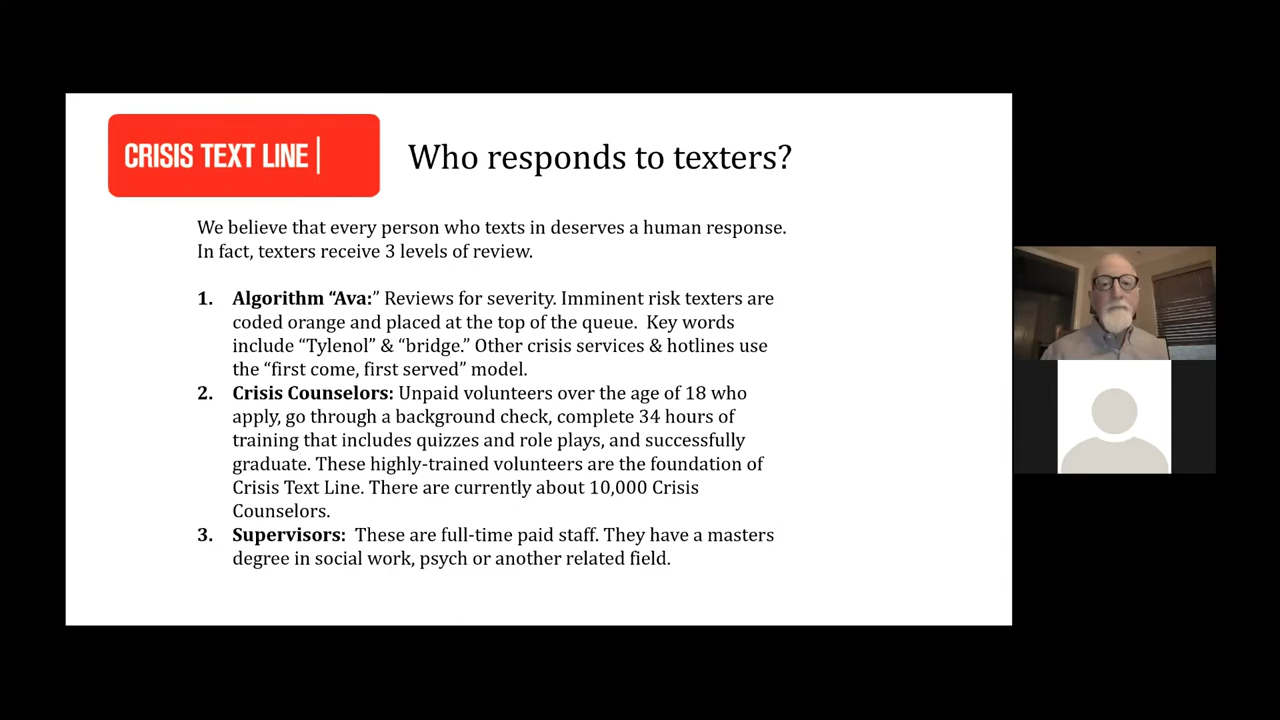 CRISIS TEXT LINE |
Who responds to texters?
We believe that every person who texts in deserves a human response.
In fact, texters receive 3 levels of review.
1. Algorithm “Ava:” Reviews for severity. Imminent risk texters are
coded orange and placed at the top of the queue. Key words
include “Tylenol” & “bridge.” Other crisis services & hotlines use
the “first come, first served” model.
2. Crisis Counselors: Unpaid volunteers over the age of 18 who
apply, go through a background check, complete 34 hours of
training that includes quizzes and role plays, and successfully
graduate. These highly-trained volunteers are the foundation of
Crisis Text Line. There are currently about 10,000 Crisis
Counselors.
3. Supervisors: These are full-time paid staff. They have a masters
degree in social work, psych or another related field.